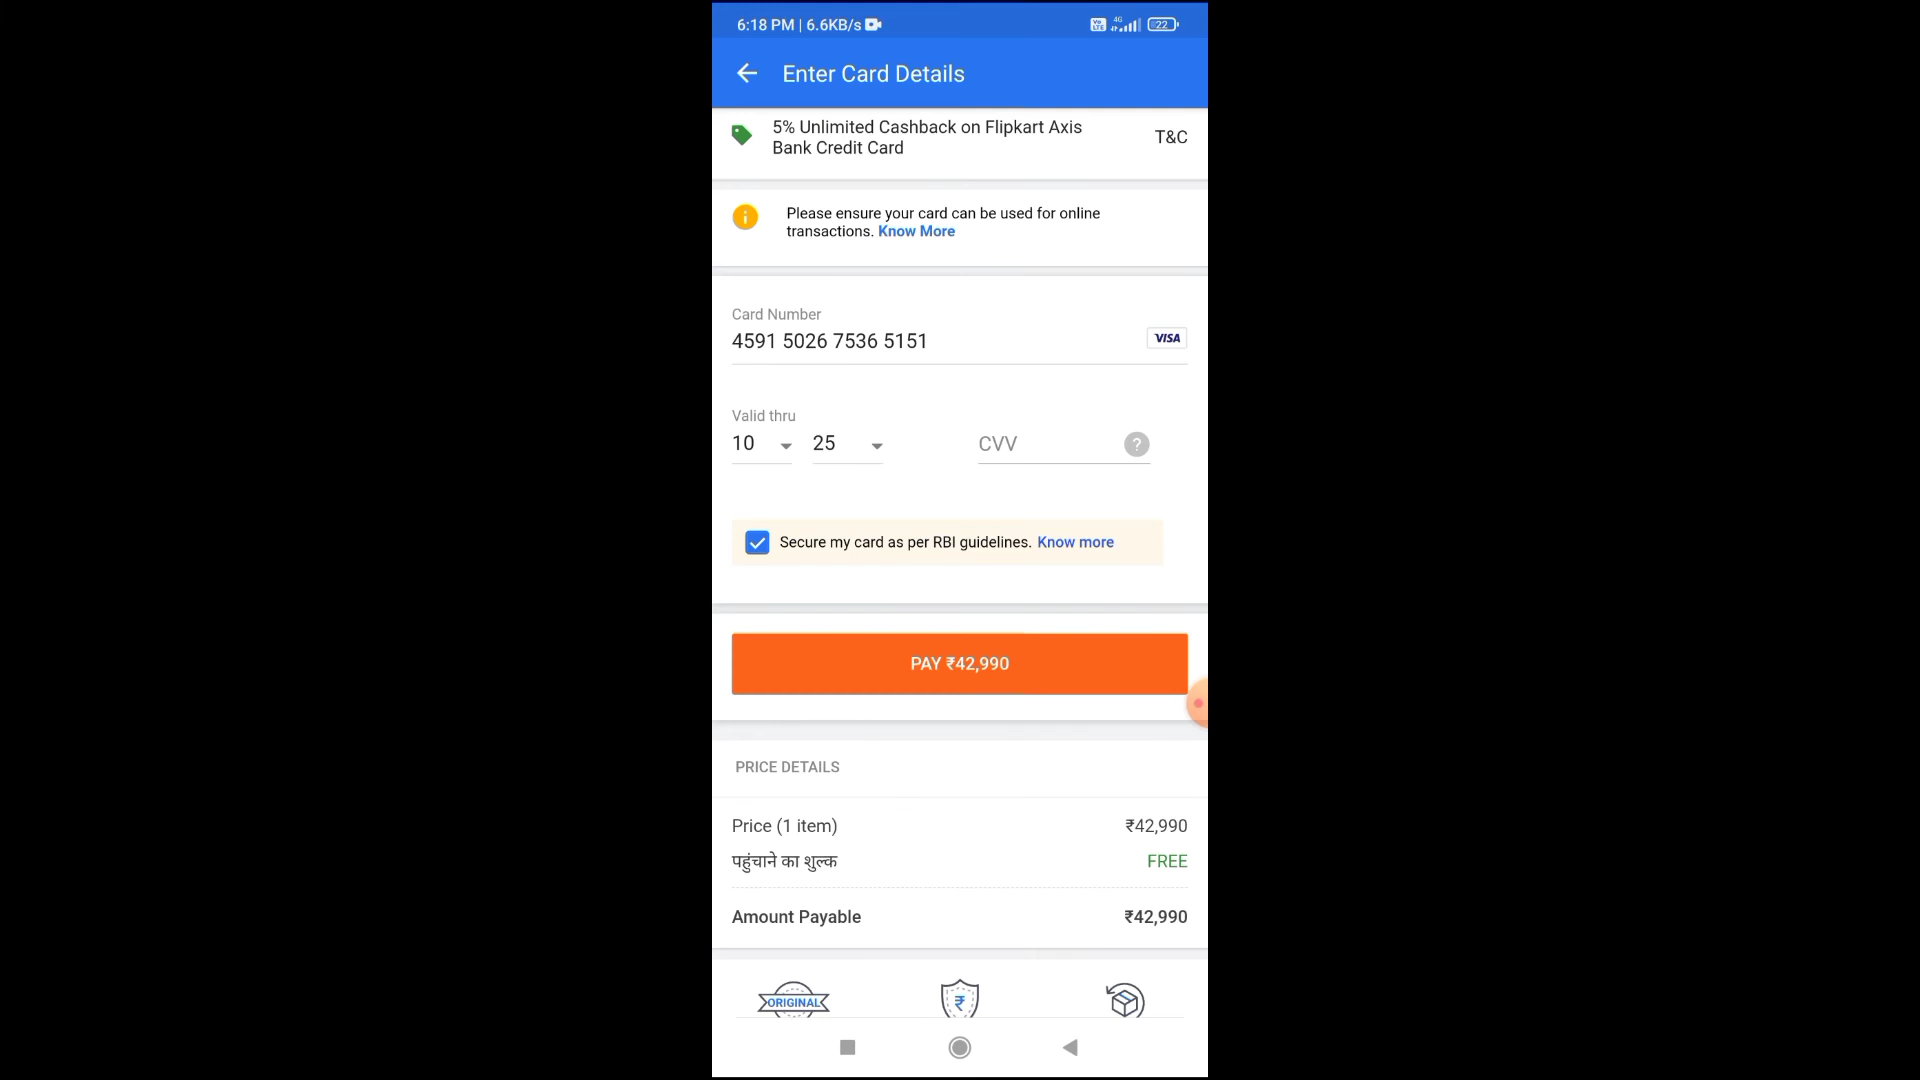 6:18 PM | 6.6KB/s
Vo LTE 4G 22
Enter Card Details
5% Unlimited Cashback on Flipkart Axis
Bank Credit Card
T&C
Please ensure your card can be used for online
transactions. Know More
Card Number
4591 5026 7536 5151 VISA
Valid thru
10 25 CVV ?
Secure my card as per RBI guidelines. Know more
PAY ₹42,990
PRICE DETAILS
Price (1 item) ₹42,990
पहुंचाने का शुल्क FREE
Amount Payable ₹42,990
ORIGINAL ₹